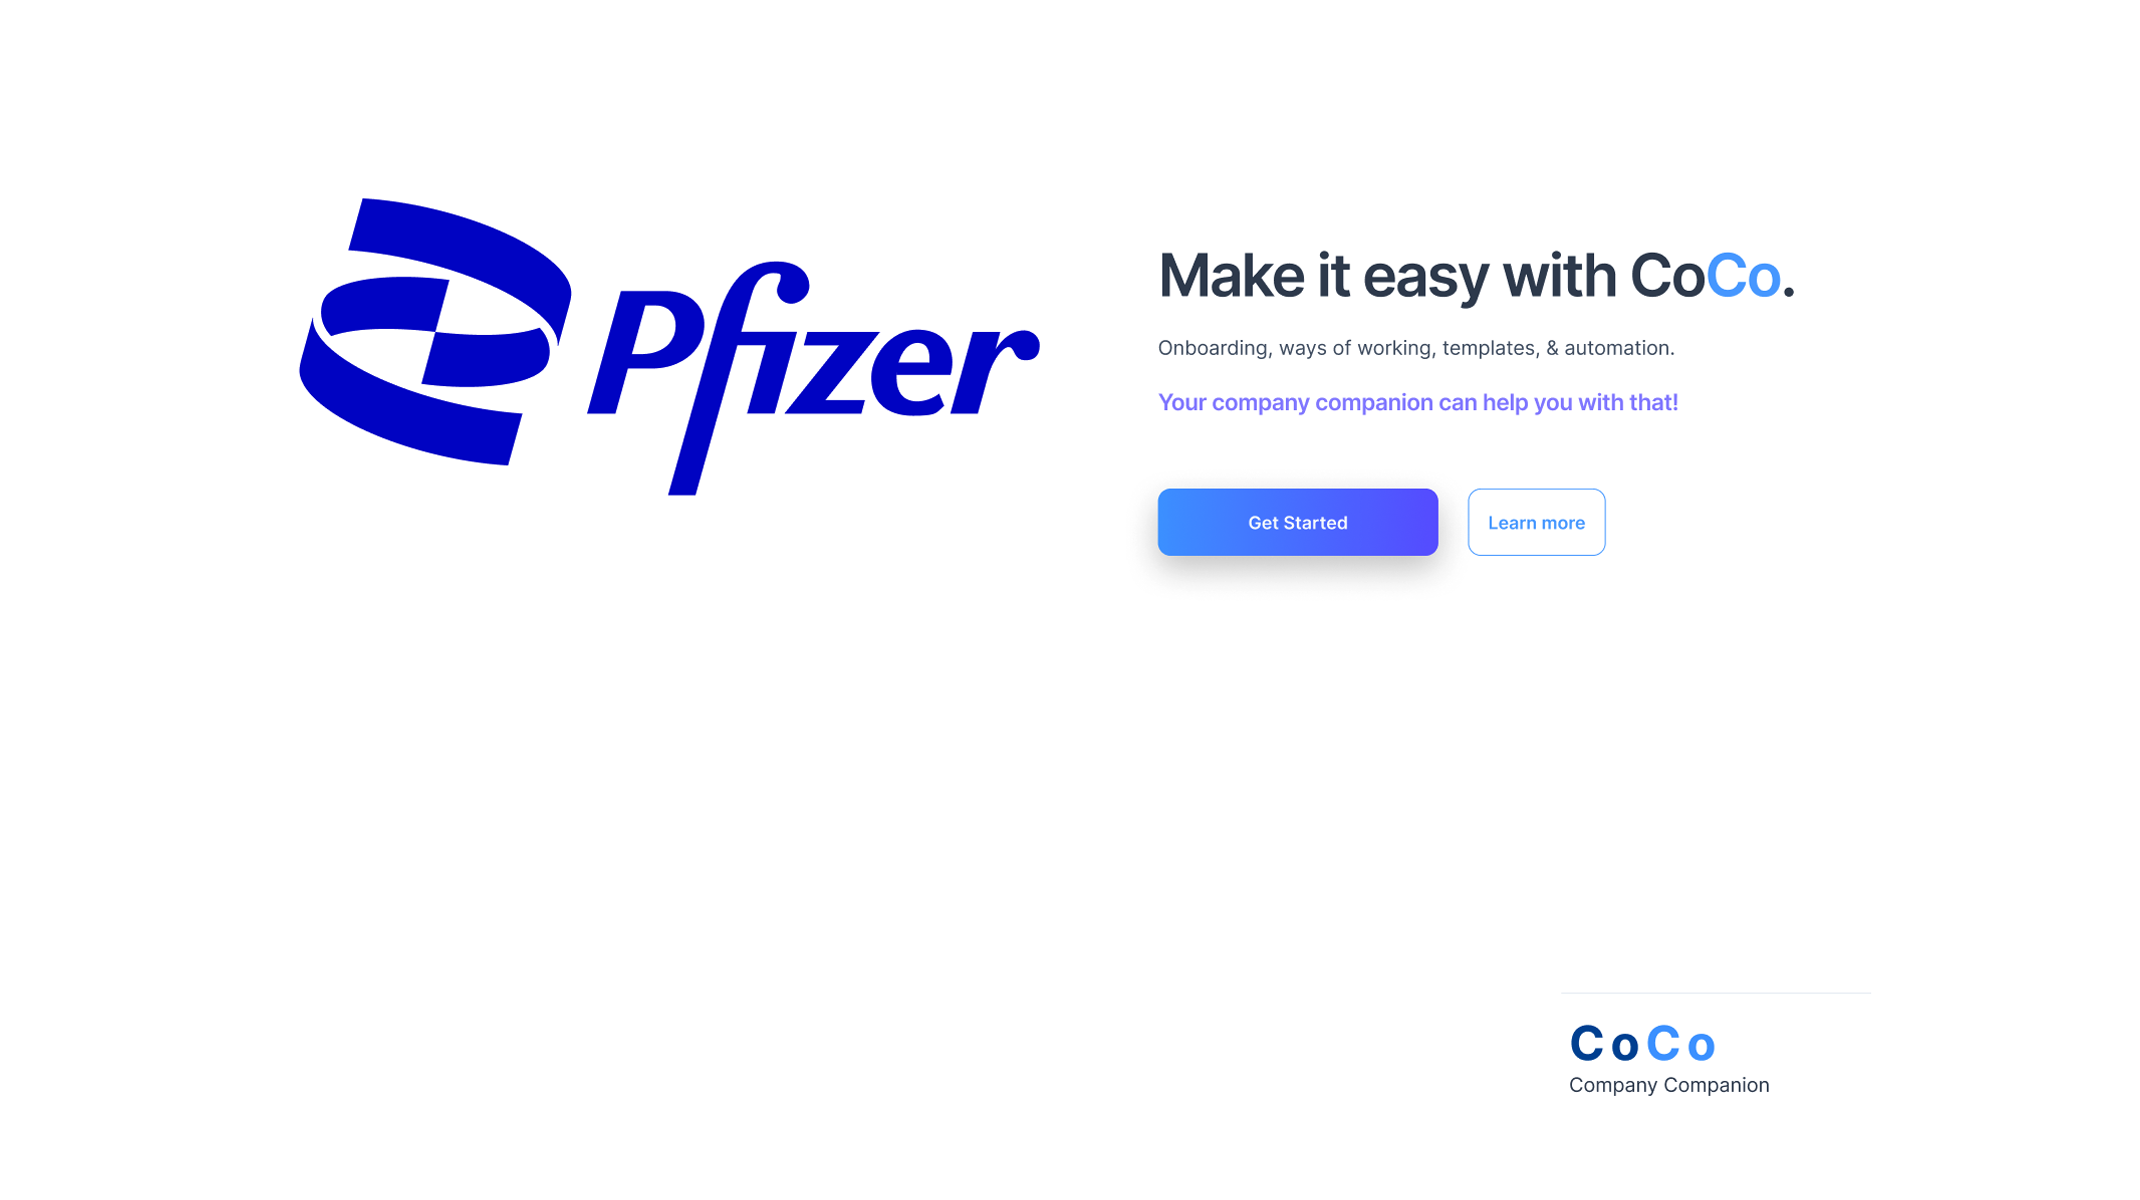 Pfizer
Make it easy with CoCo.
Onboarding, ways of working, templates, & automation.
Your company companion can help you with that!
Get Started
Learn more
CoCo
Company Companion